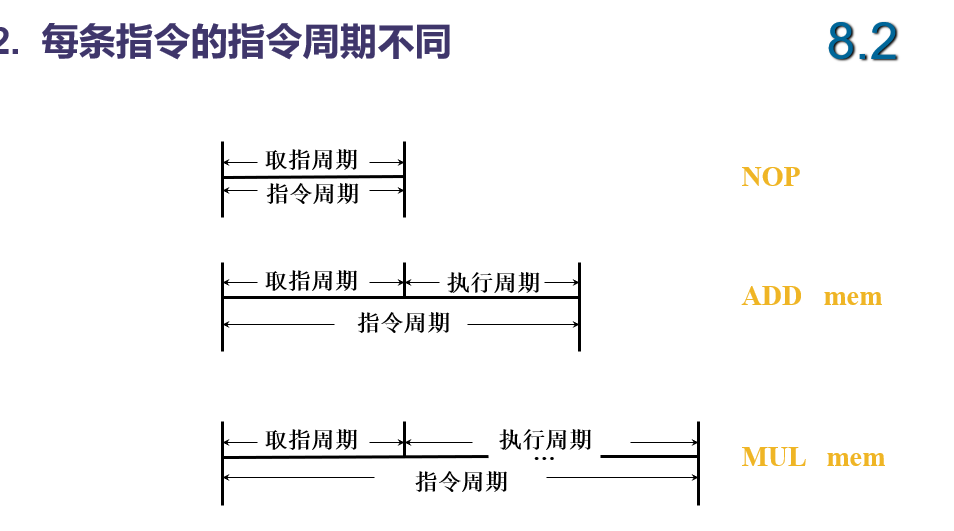 2. 每条指令的指令周期不同 8.2
取指周期
指令周期
NOP
取指周期 执行周期
指令周期
ADD mem
取指周期 执行周期
…
指令周期
MUL mem